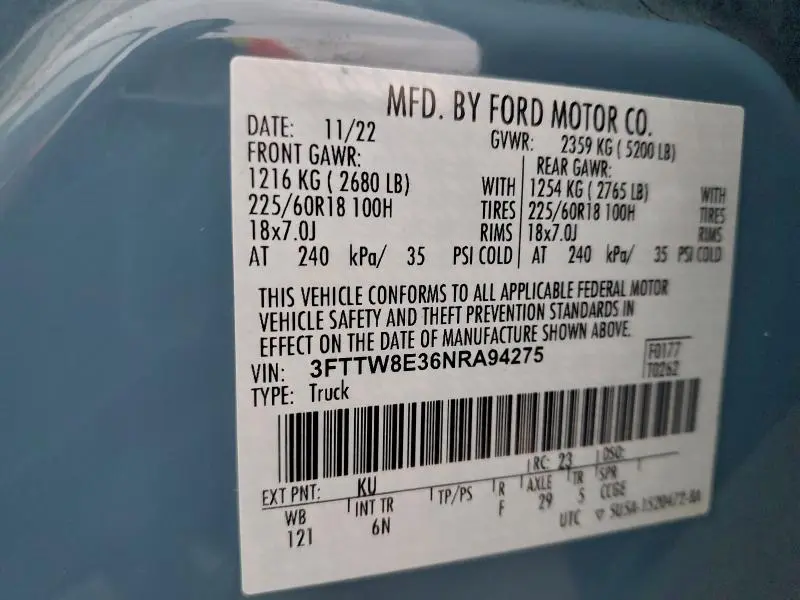 MFD. BY FORD MOTOR CO.
DATE: 11/22 GVWR: 2359 KG ( 5200 LB)
FRONT GAWR: REAR GAWR:
1216 KG ( 2680 LB) WITH 1254 KG ( 2765 LB) WITH
225/60R18 100H TIRES 225/60R18 100H TIRES
18x7.0J RIMS 18x7.0J RIMS
AT 240 kPa/ 35 PSI COLD AT 240 kPa/ 35 PSI COLD
THIS VEHICLE CONFORMS TO ALL APPLICABLE FEDERAL MOTOR
VEHICLE SAFETY AND THEFT PREVENTION STANDARDS IN
EFFECT ON THE DATE OF MANUFACTURE SHOWN ABOVE.
VIN: 3FTTW8E36NRA94275 F0177
TYPE: Truck T0262
EXT PNT: KU RC: 23 DSO:
WB INT TR TP/PS R AXLE TR SPR
121 6N F 29 5 CCGE
UTC